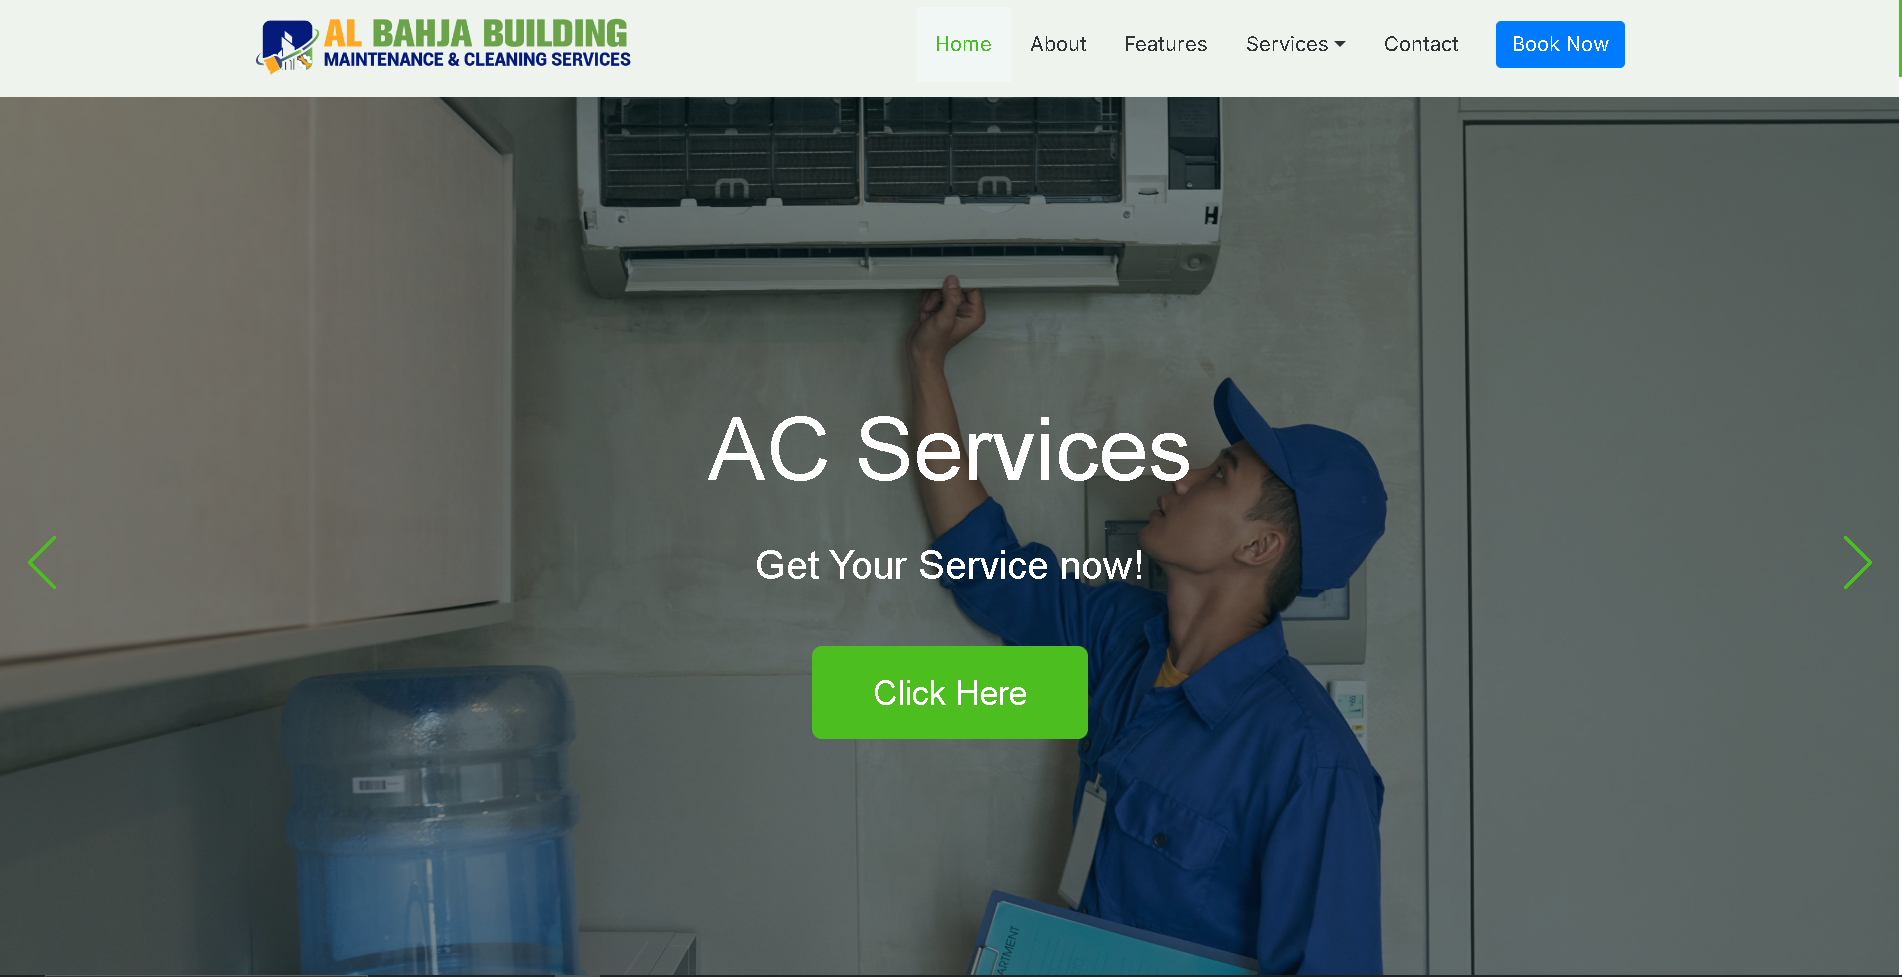 AL BAHJA BUILDING
MAINTENANCE & CLEANING SERVICES
Home
About
Features
Services
Contact
Book Now
AC Services
Get Your Service now!
Click Here